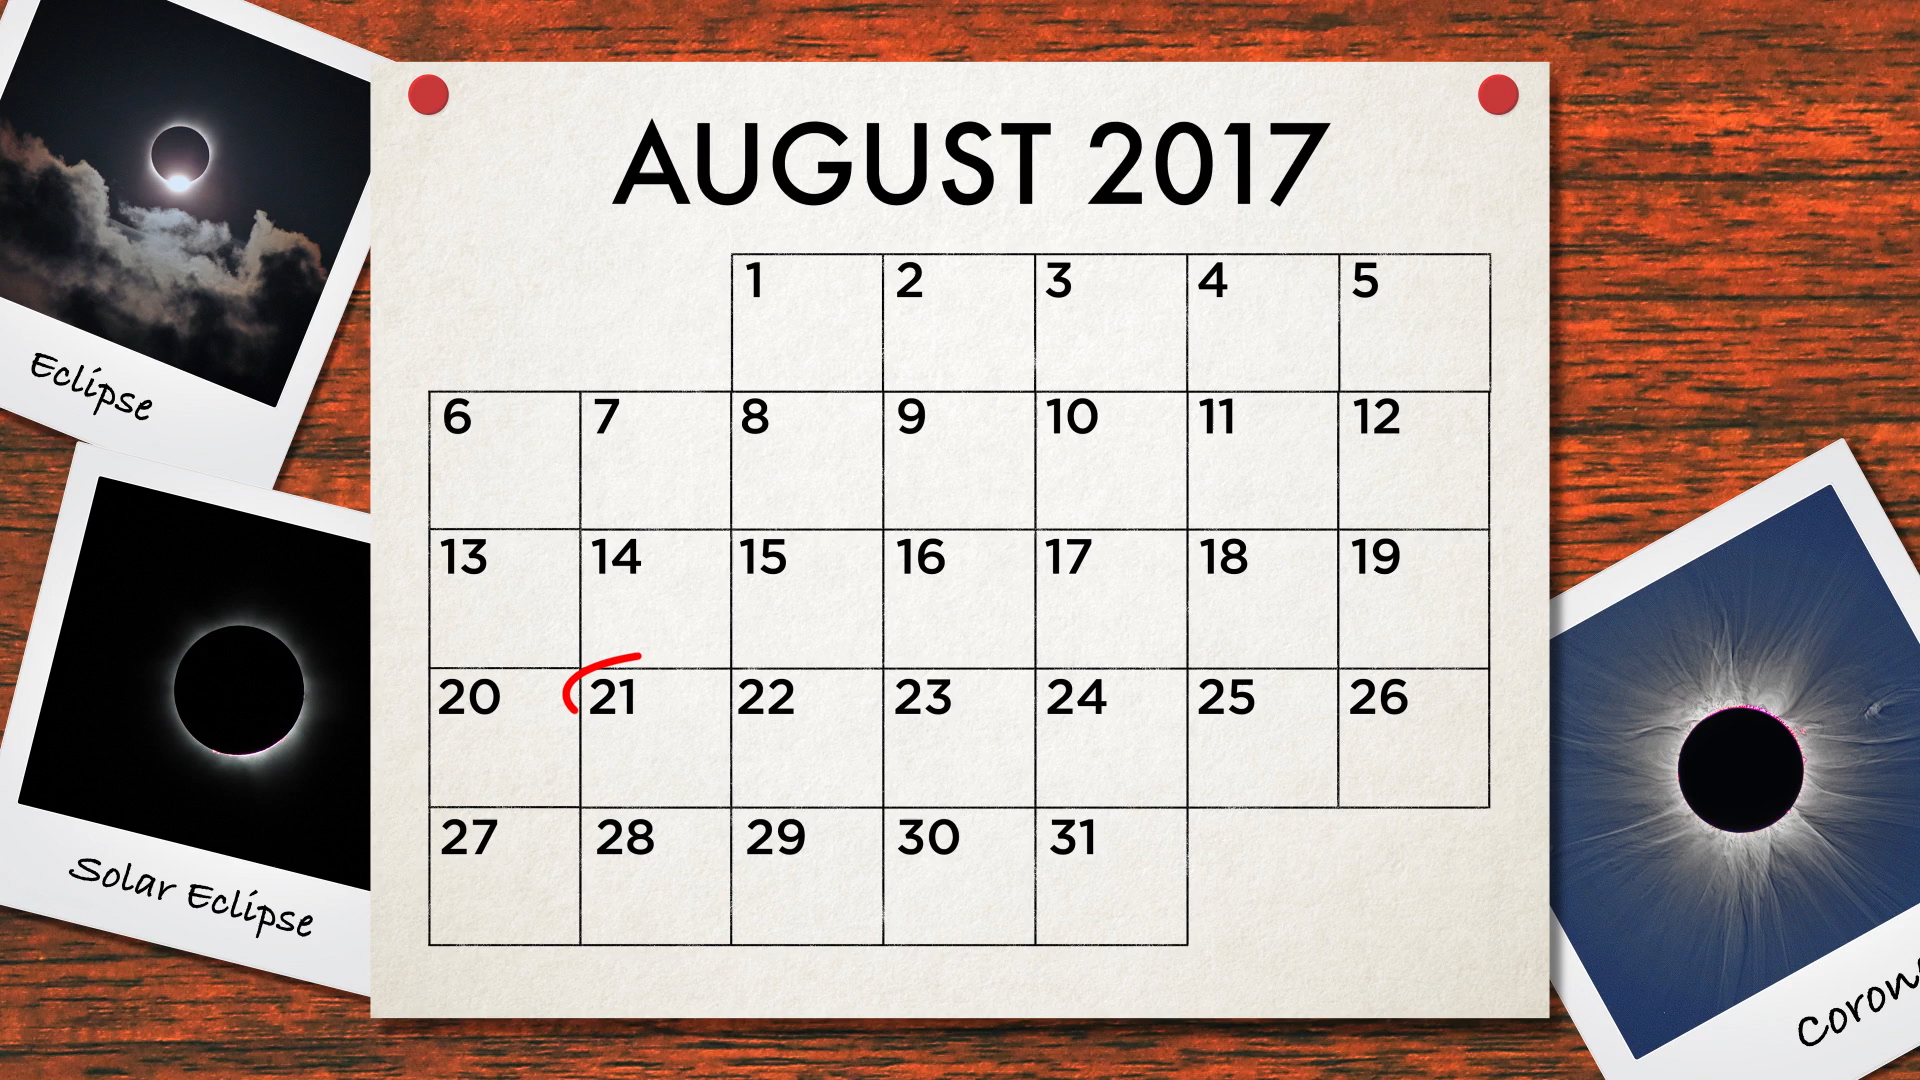 AUGUST 2017
1 2 3 4 5
6 7 8 9 10 11 12
13 14 15 16 17 18 19
20 21 22 23 24 25 26
27 28 29 30 31
Eclipse
Solar Eclipse